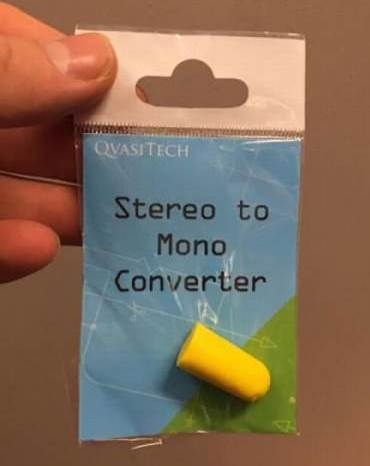 QVASITECH
Stereo to
Mono
Converter